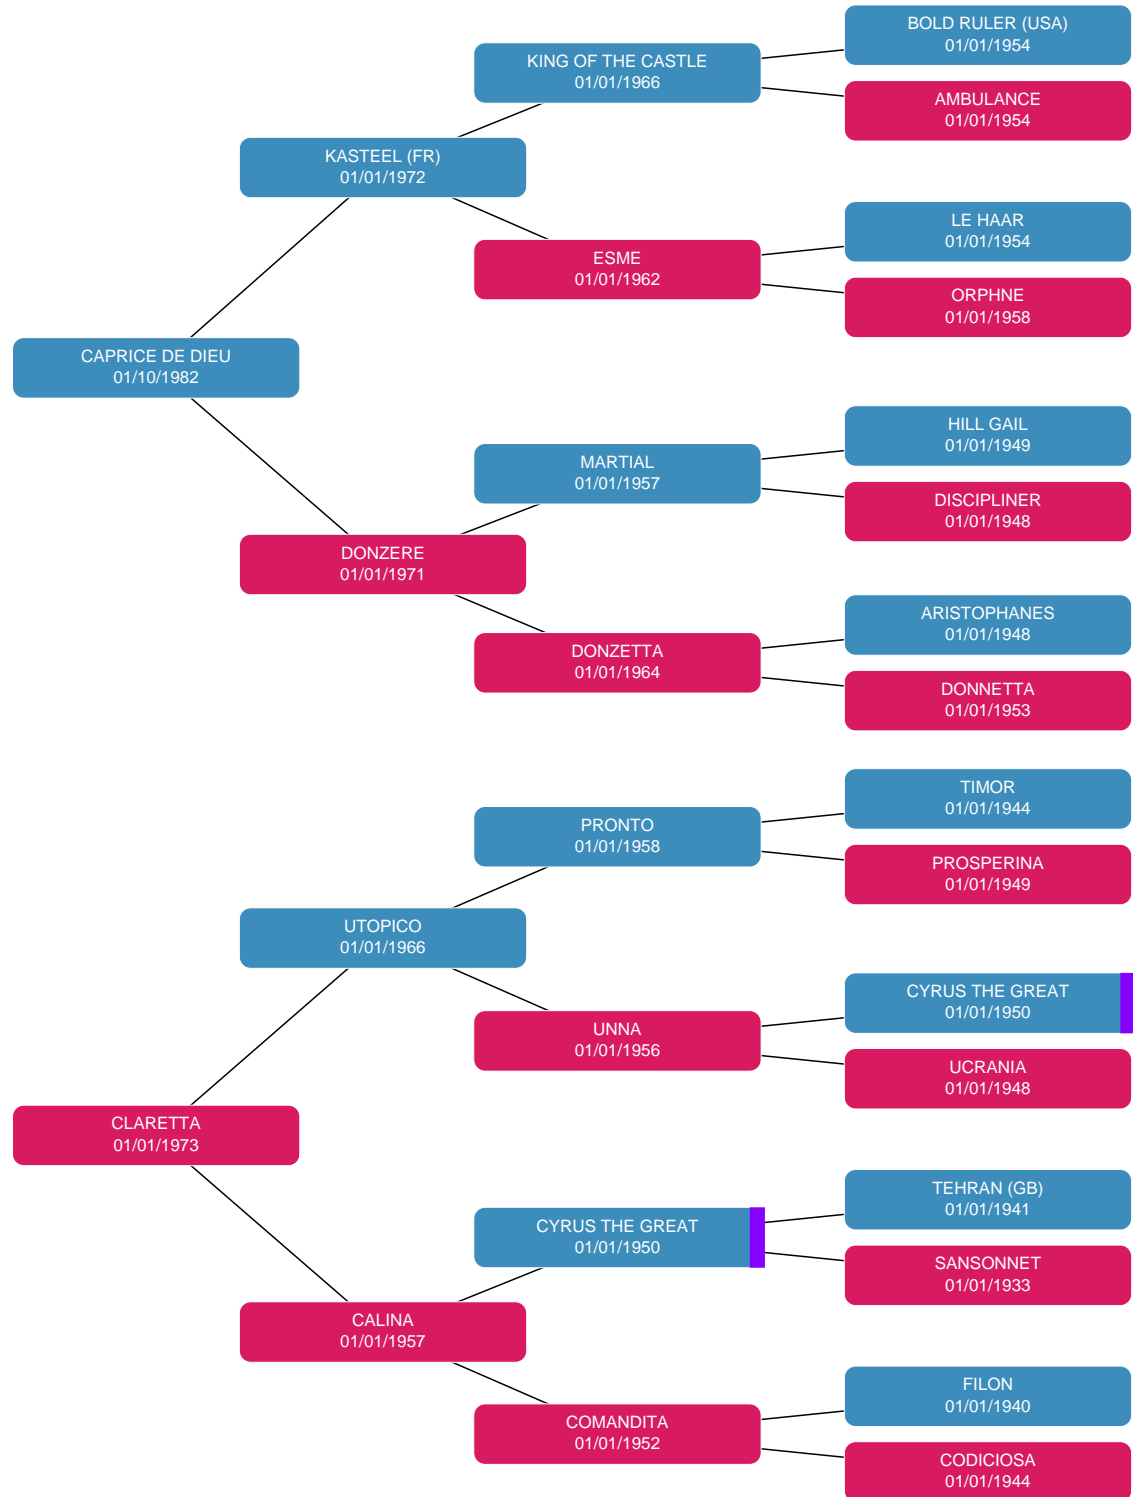 BOLD RULER (USA)
01/01/1954
KING OF THE CASTLE
01/01/1966
AMBULANCE
01/01/1954
KASTEEL (FR)
01/01/1972
LE HAAR
01/01/1954
ESME
01/01/1962
ORPHNE
01/01/1958
CAPRICE DE DIEU
01/10/1982
HILL GAIL
01/01/1949
MARTIAL
01/01/1957
DISCIPLINER
01/01/1948
DONZERE
01/01/1971
ARISTOPHANES
01/01/1948
DONZETTA
01/01/1964
DONNETTA
01/01/1953
TIMOR
01/01/1944
PRONTO
01/01/1958
PROSPERINA
01/01/1949
UTOPICO
01/01/1966
CYRUS THE GREAT
01/01/1950
UNNA
01/01/1956
UCRANIA
01/01/1948
CLARETTA
01/01/1973
TEHRAN (GB)
01/01/1941
CYRUS THE GREAT
01/01/1950
SANSONNET
01/01/1933
CALINA
01/01/1957
FILON
01/01/1940
COMANDITA
01/01/1952
CODICIOSA
01/01/1944